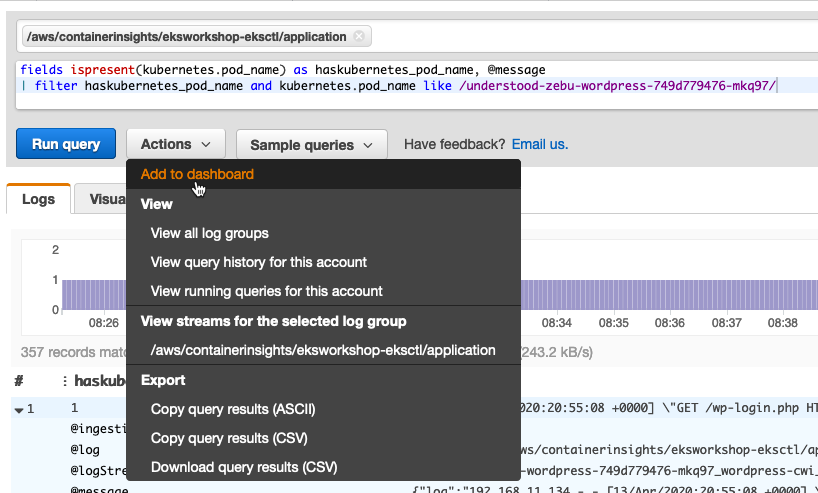 /aws/containerinsights/eksworkshop-eksctl/application
fields ispresent(kubernetes.pod_name) as haskubernetes_pod_name, @message
| filter haskubernetes_pod_name and kubernetes.pod_name like /understood-zebu-wordpress-749d779476-mkq97/
Run query Actions Sample queries Have feedback? Email us.
Add to dashboard
Logs Visua
View
View all log groups
View query history for this account
View running queries for this account
2
1
0
08:26 08:34 08:35 08:36 08:37 08:38
View streams for the selected log group
/aws/containerinsights/eksworkshop-eksctl/application
357 records matc 243.2 kB/s)
Export
# : haskube
Copy query results (ASCII)
1 1 2020:20:55:08 +0000] \"GET /wp-login.php HT
@ingesti
Copy query results (CSV)
@log ws/containerinsights/eksworkshop-eksctl/ap
Download query results (CSV)
@logStre -wordpress-749d779476-mkq97_wordpress-cwi_
@message {"log":"192.168.11.134 - - [13/Apr/2020:20:55:08 +0000] \